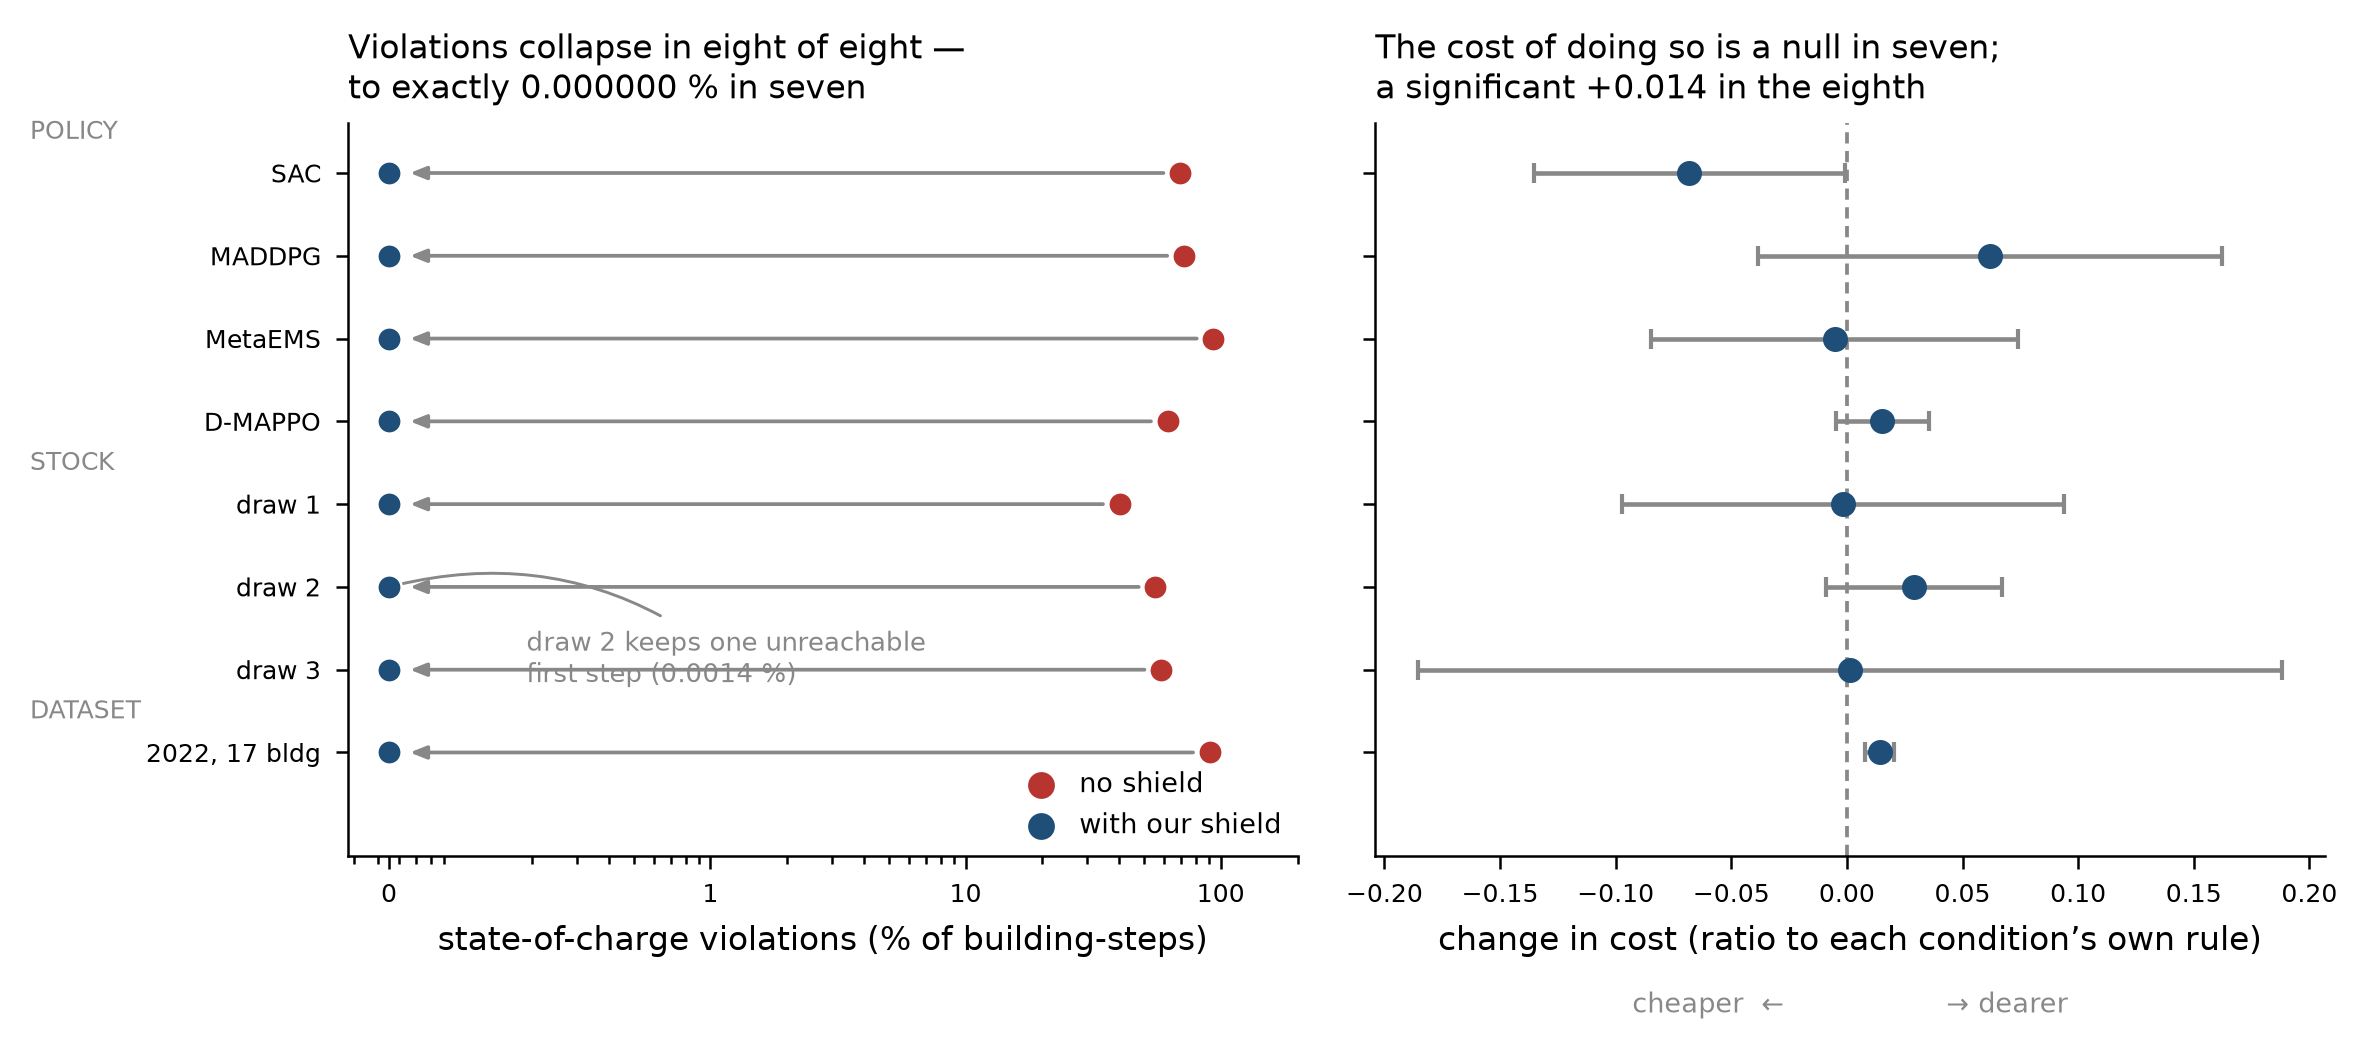 Violations collapse in eight of eight —
to exactly 0.000000 % in seven
The cost of doing so is a null in seven;
a significant +0.014 in the eighth
POLICY
SAC
MADDPG
MetaEMS
D-MAPPO
STOCK
draw 1
draw 2
draw 2 keeps one unreachable
first step (0.0014 %)
draw 3
DATASET
2022, 17 bldg
no shield
with our shield
0 1 10 100
state-of-charge violations (% of building-steps)
−0.20 −0.15 −0.10 −0.05 0.00 0.05 0.10 0.15 0.20
change in cost (ratio to each condition’s own rule)
cheaper ← → dearer